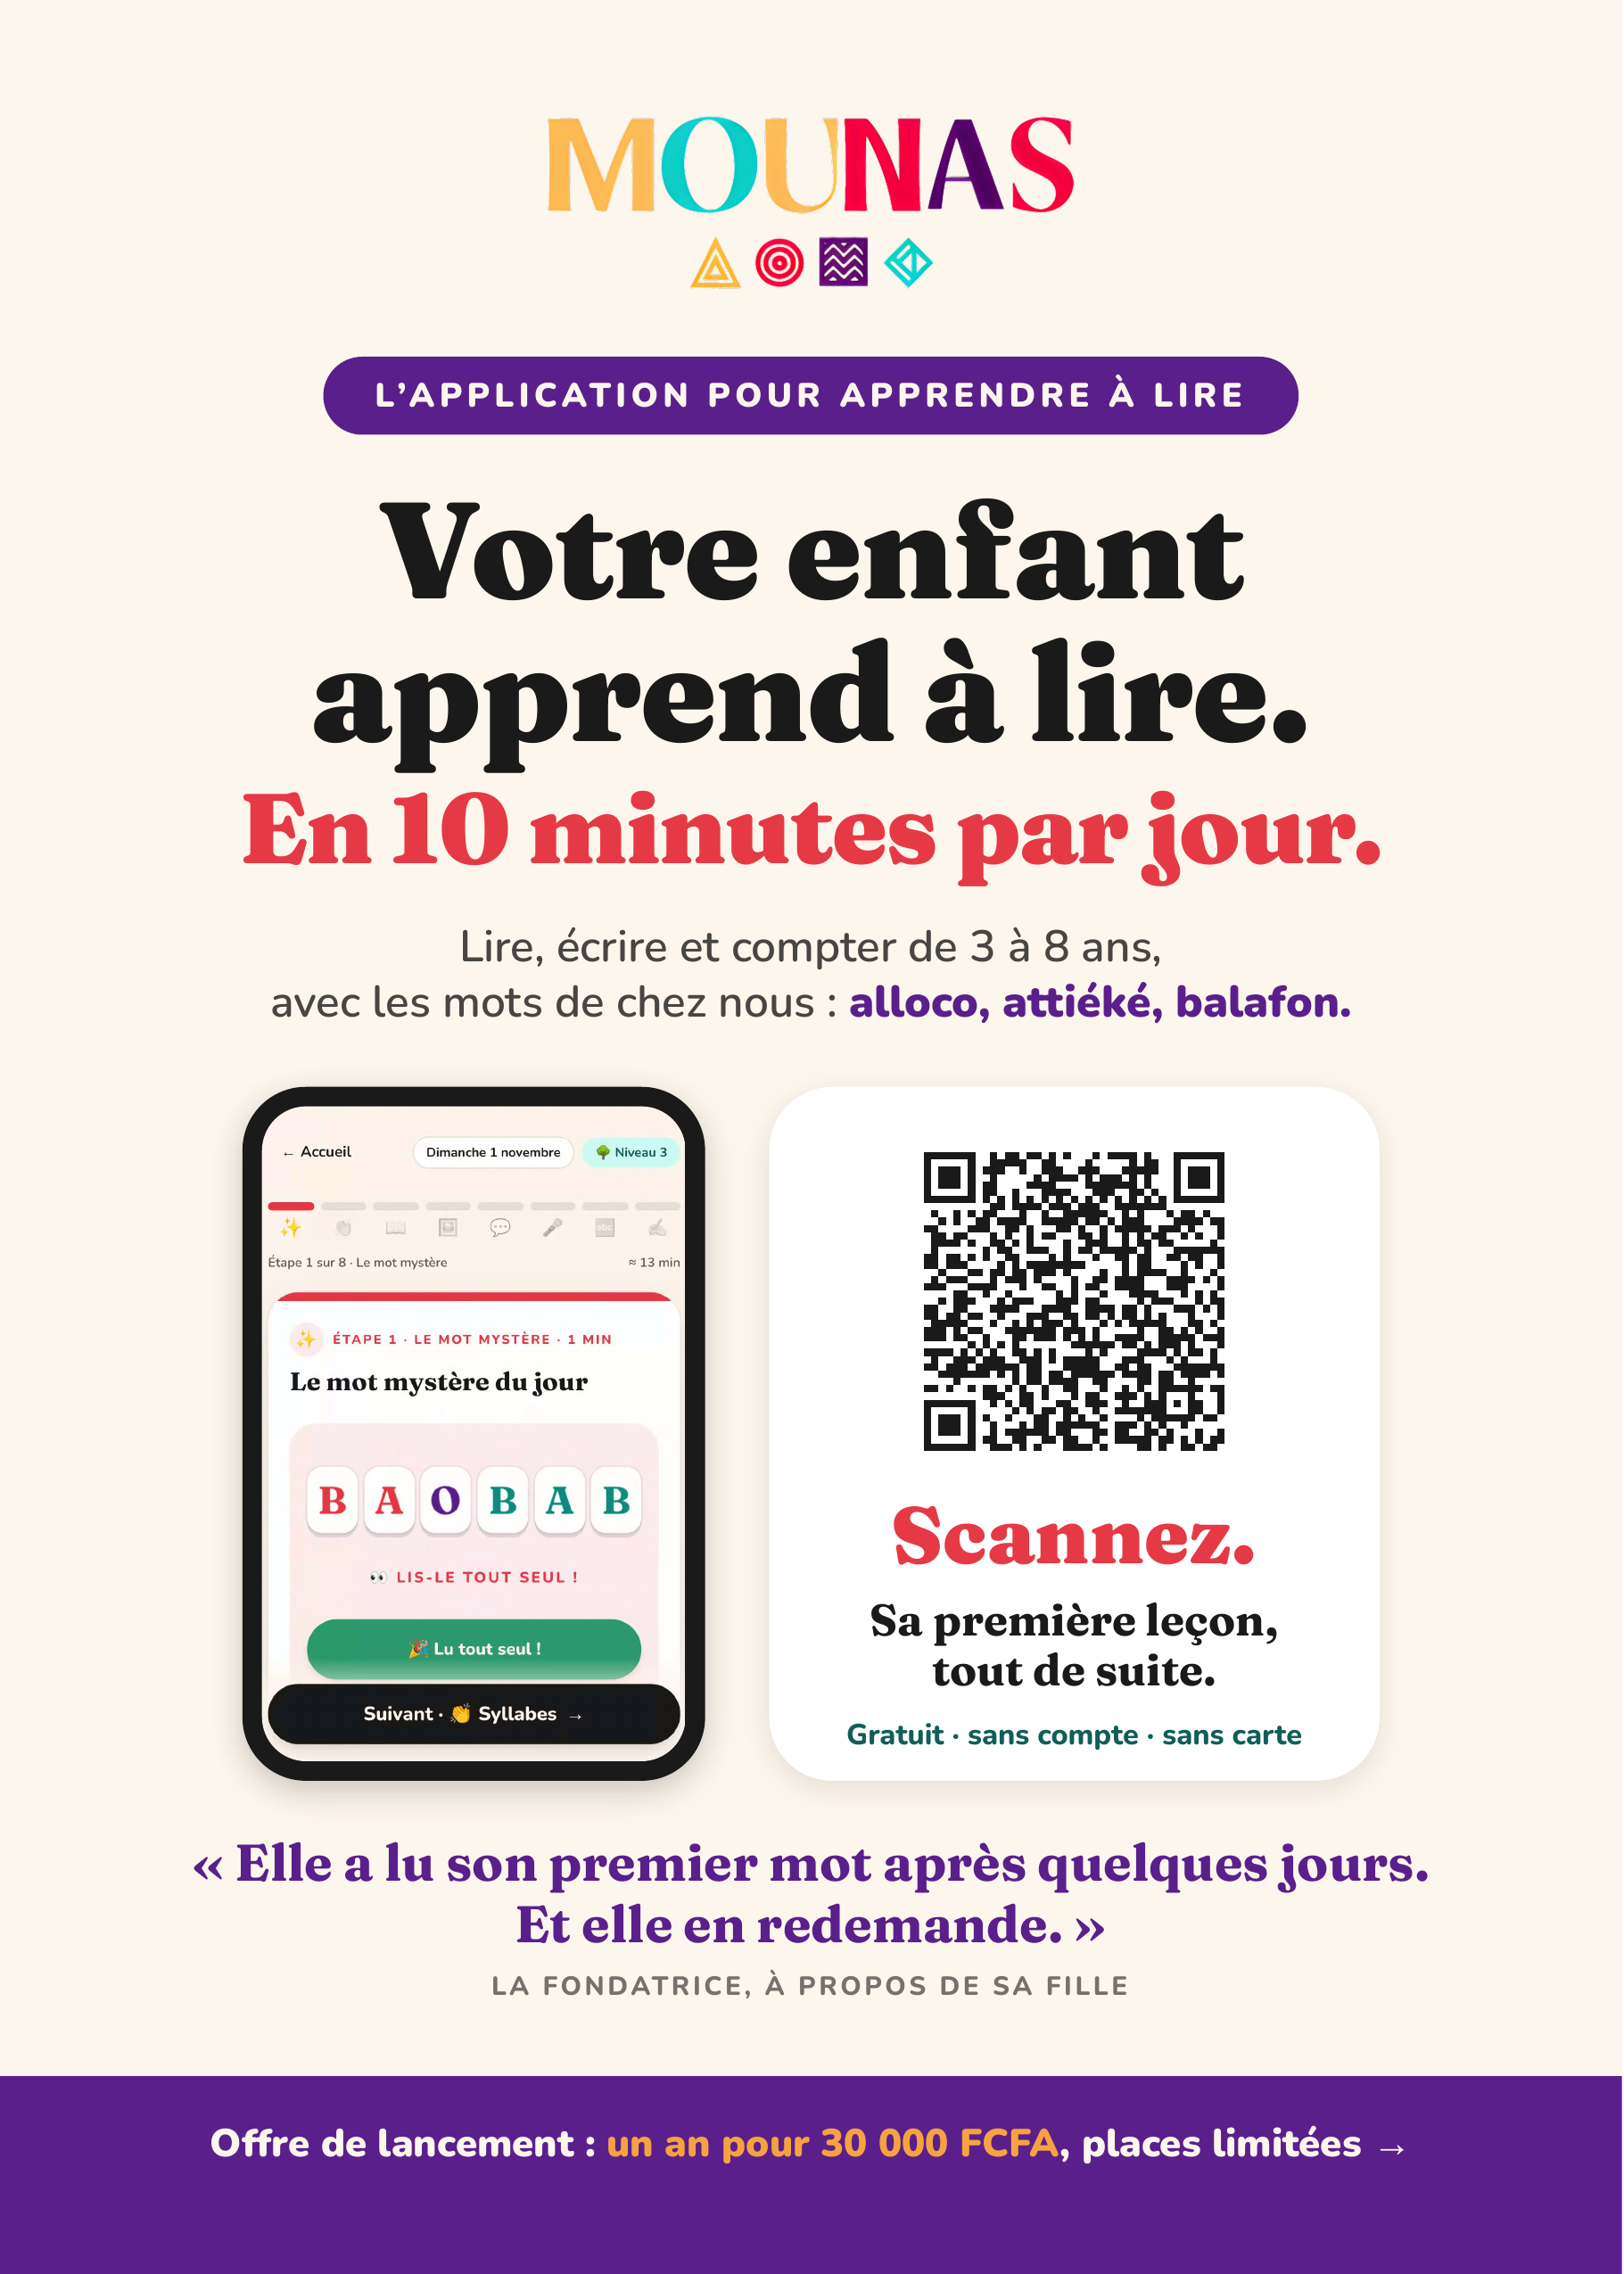 MOUNAS
L’APPLICATION POUR APPRENDRE À LIRE
Votre enfant
apprend à lire.
En 10 minutes par jour.
Lire, écrire et compter de 3 à 8 ans,
avec les mots de chez nous : alloco, attiéké, balafon.
← Accueil
Dimanche 1 novembre
🌳 Niveau 3
Étape 1 sur 8 · Le mot mystère
≈ 13 min
ÉTAPE 1 · LE MOT MYSTÈRE · 1 MIN
Le mot mystère du jour
BAOBAB
👀 LIS-LE TOUT SEUL !
🎉 Lu tout seul !
Suivant · 👏 Syllabes →
Scannez.
Sa première leçon,
tout de suite.
Gratuit · sans compte · sans carte
« Elle a lu son premier mot après quelques jours.
Et elle en redemande. »
LA FONDATRICE, À PROPOS DE SA FILLE
Offre de lancement : un an pour 30 000 FCFA, places limitées →